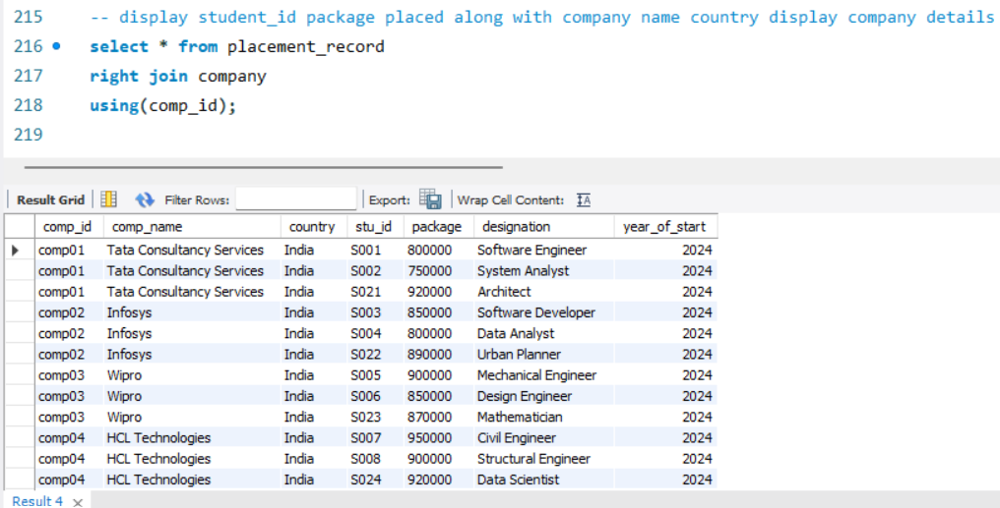 215 -- display student_id package placed along with company name country display company details
216 select * from placement_record
217 right join company
218 using(comp_id);
219
Result Grid Filter Rows: Export: Wrap Cell Content:
comp_id comp_name country stu_id package designation year_of_start
comp01 Tata Consultancy Services India S001 800000 Software Engineer 2024
comp01 Tata Consultancy Services India S002 750000 System Analyst 2024
comp01 Tata Consultancy Services India S021 920000 Architect 2024
comp02 Infosys India S003 850000 Software Developer 2024
comp02 Infosys India S004 800000 Data Analyst 2024
comp02 Infosys India S022 890000 Urban Planner 2024
comp03 Wipro India S005 900000 Mechanical Engineer 2024
comp03 Wipro India S006 850000 Design Engineer 2024
comp03 Wipro India S023 870000 Mathematician 2024
comp04 HCL Technologies India S007 950000 Civil Engineer 2024
comp04 HCL Technologies India S008 900000 Structural Engineer 2024
comp04 HCL Technologies India S024 920000 Data Scientist 2024
Result 4